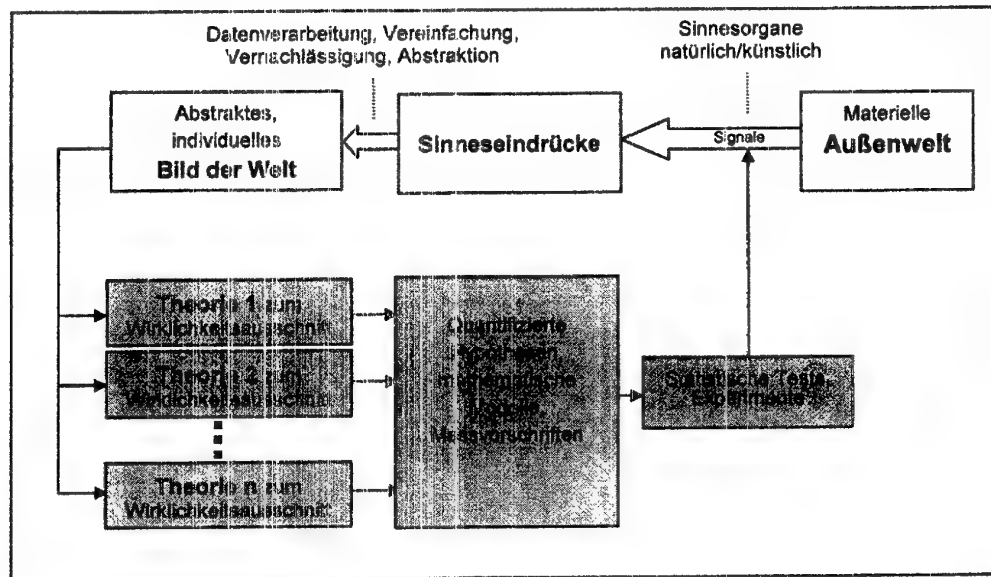 Datenverarbeitung, Vereinfachung,
Vernachlässigung, Abstraktion
Sinnesorgane
natürlich/künstlich
Abstraktes,
individuelles
Bild der Welt
Sinneseindrücke
Signale
Materielle
Außenwelt
Theorie 1 zum
Wirklichkeitsausschnitt
Theorie 2 zum
Wirklichkeitsausschnitt
Theorie n zum
Wirklichkeitsausschnitt
Quantifizierte
Hypothesen
mathematische
Modelle
Messvorschriften
Statistische Tests,
Experimente